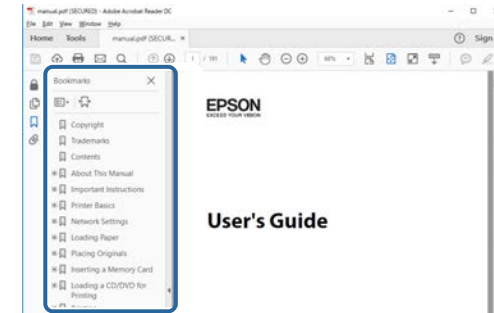 manual.pdf (SECURED) - Adobe Acrobat Reader DC
File Edit View Window Help
Home Tools manual.pdf (SECUR... × Sign
1 / 191
Bookmarks ×
EPSON
EXCEED YOUR VISION
Copyright
Trademarks
Contents
About This Manual
Important Instructions
Printer Basics
Network Settings
Loading Paper
Placing Originals
Inserting a Memory Card
Loading a CD/DVD for
Printing
User's Guide